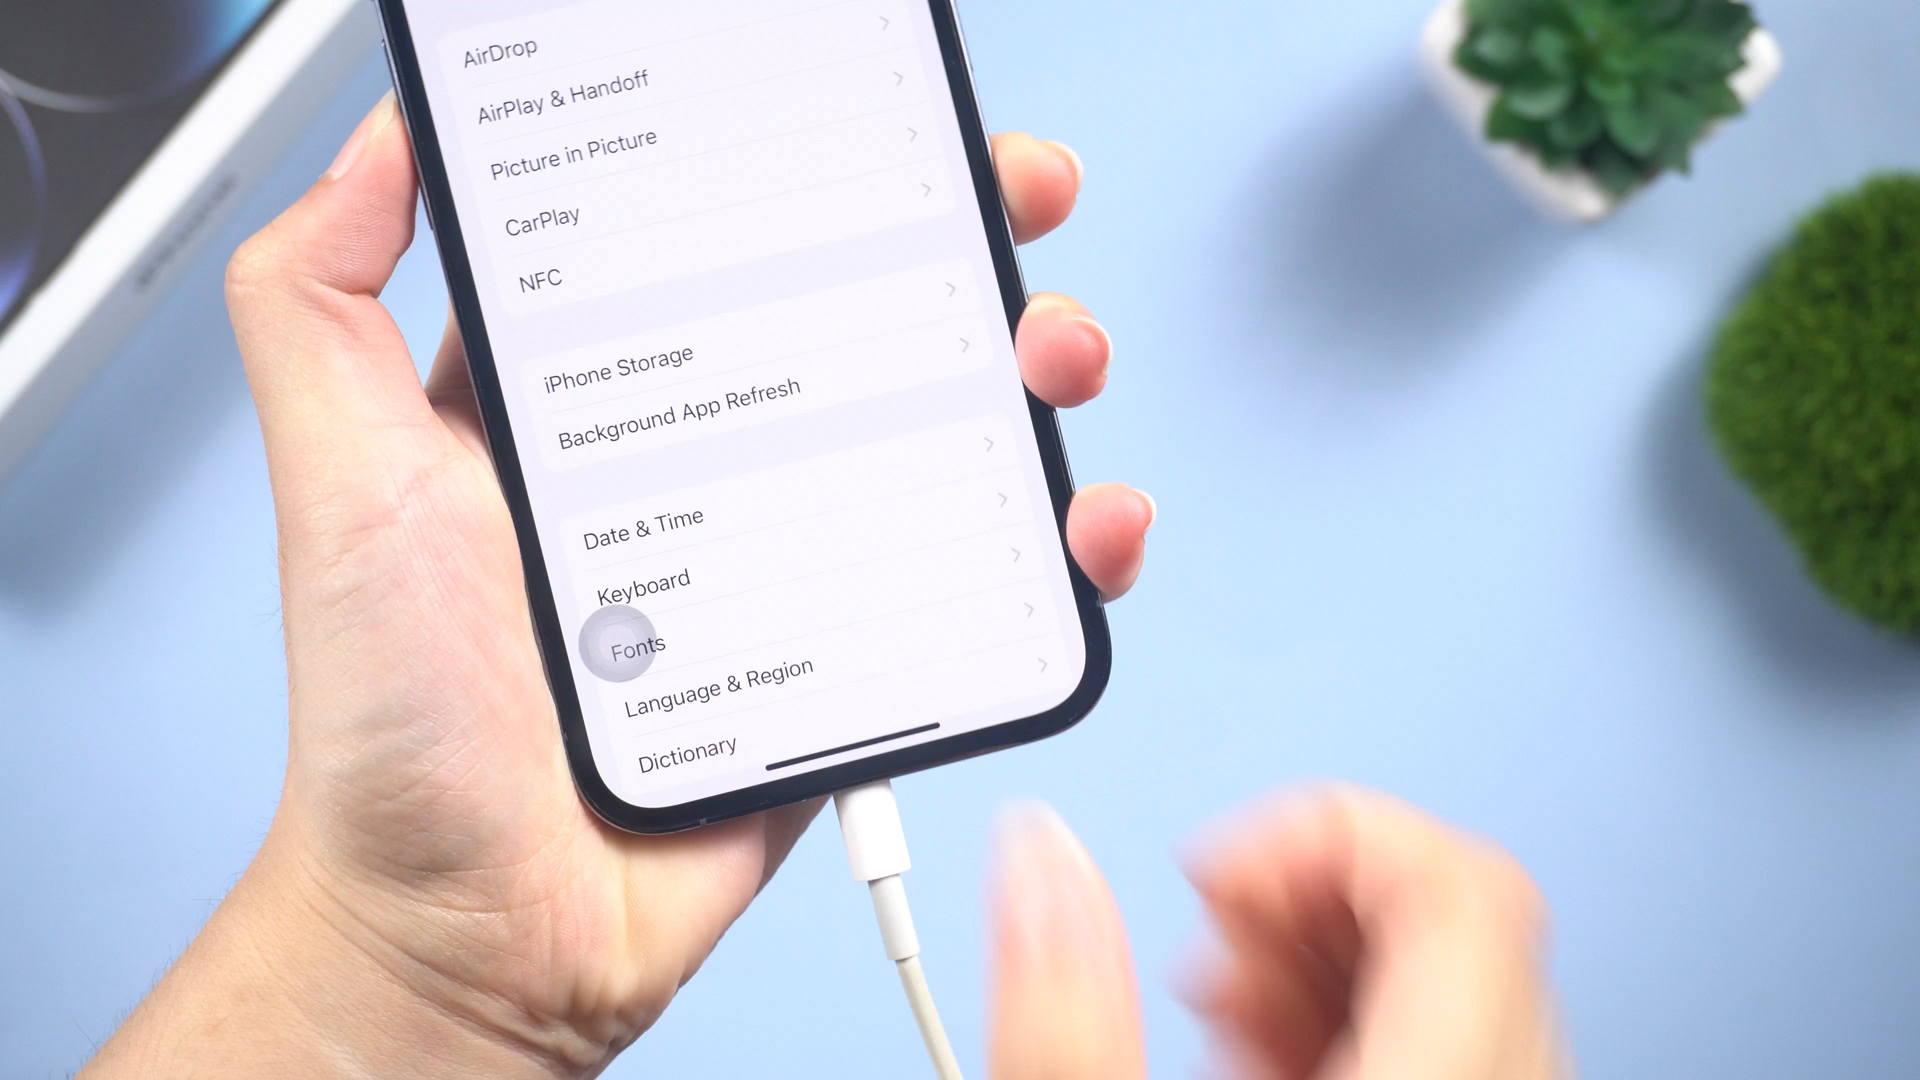 AirDrop
AirPlay & Handoff
Picture in Picture
CarPlay
NFC
iPhone Storage
Background App Refresh
Date & Time
Keyboard
Fonts
Language & Region
Dictionary